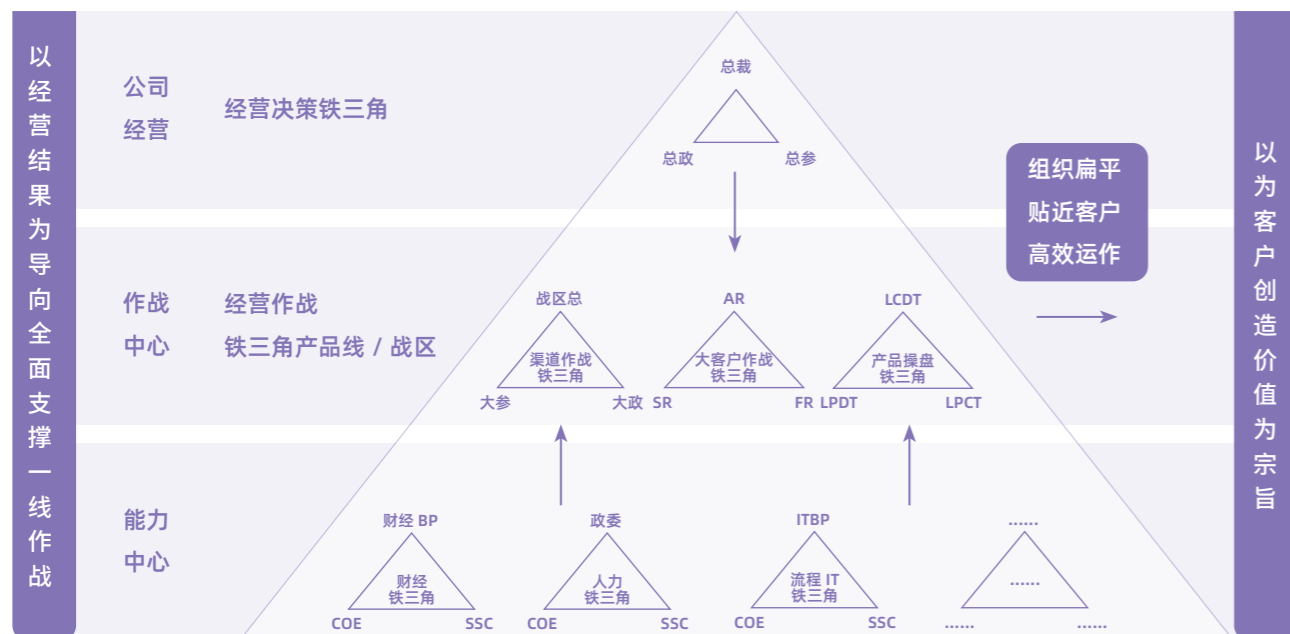 以经营结果为导向全面支撑一线作战
公司
经营
经营决策铁三角
总裁
总政
总参
组织扁平
贴近客户
高效运作
作战
中心
经营作战
铁三角产品线 / 战区
战区总
渠道作战
铁三角
大参
大政
AR
大客户作战
铁三角
SR
FR
LCDT
产品操盘
铁三角
LPDT
LPCT
能力
中心
财经 BP
财经
铁三角
COE
SSC
政委
人力
铁三角
COE
SSC
ITBP
流程 IT
铁三角
COE
SSC
......
......
......
......
以为客户创造价值为宗旨